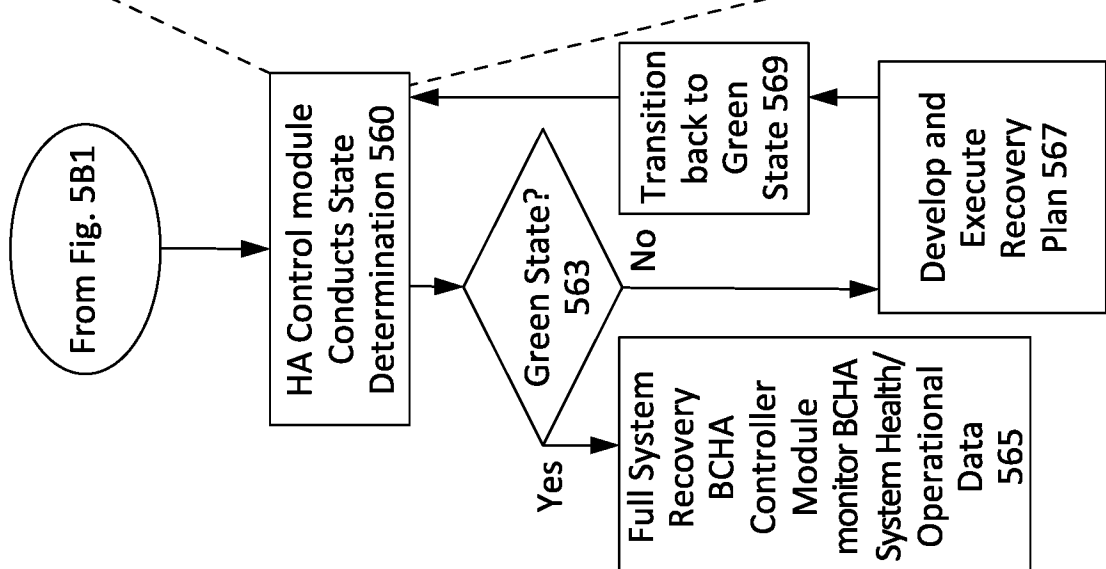 From Fig. 5B1
HA Control module
Conducts State
Determination 560
Green State?
563
Yes
No
Full System
Recovery
BCHA
Controller
Module
monitor BCHA
System Health/
Operational
Data
565
Develop and
Execute
Recovery
Plan 567
Transition
back to
Green
State 569